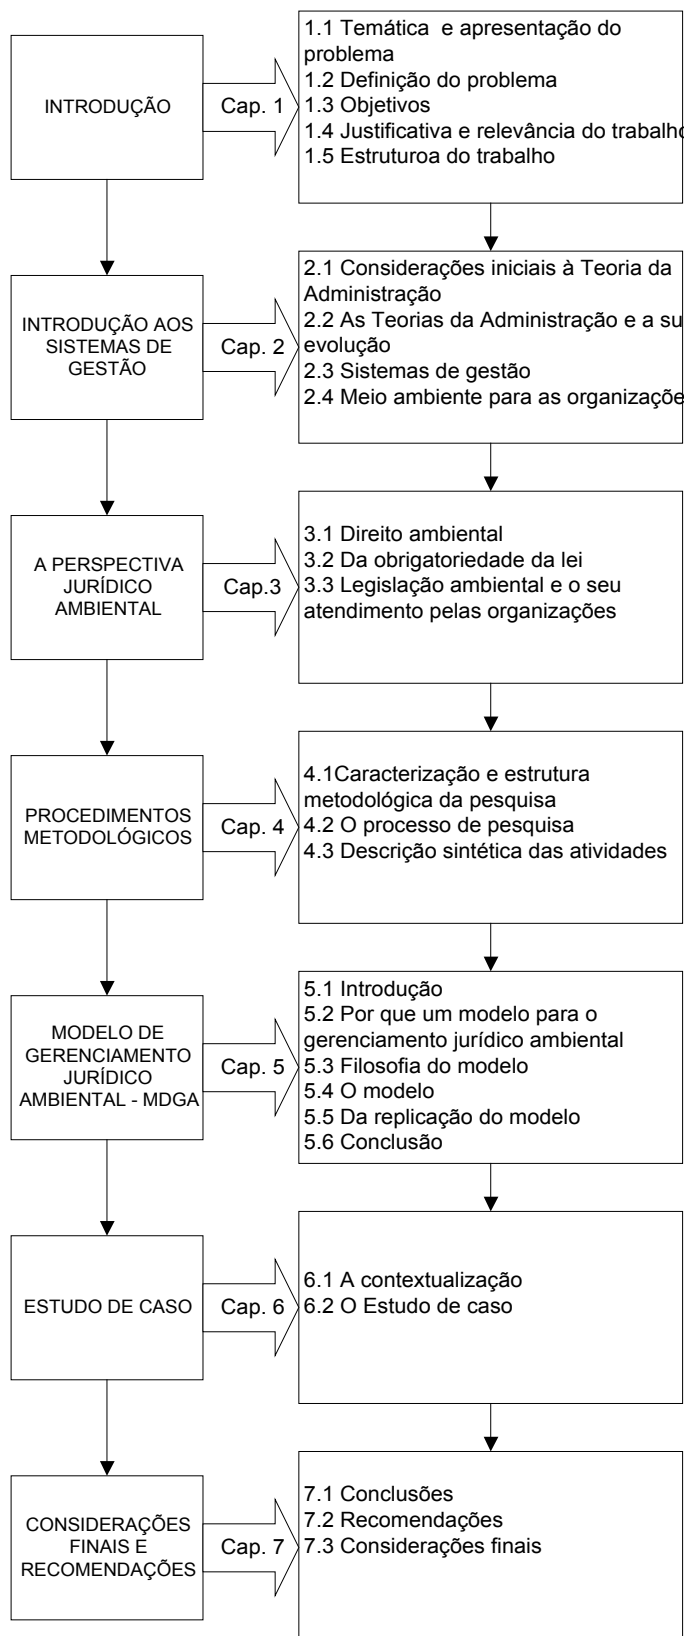 INTRODUÇÃO
Cap. 1
1.1 Temática e apresentação do
problema
1.2 Definição do problema
1.3 Objetivos
1.4 Justificativa e relevância do trabalho
1.5 Estruturoa do trabalho
INTRODUÇÃO AOS
SISTEMAS DE
GESTÃO
Cap. 2
2.1 Considerações iniciais à Teoria da
Administração
2.2 As Teorias da Administração e a su
evolução
2.3 Sistemas de gestão
2.4 Meio ambiente para as organizaçõe
A PERSPECTIVA
JURÍDICO
AMBIENTAL
Cap.3
3.1 Direito ambiental
3.2 Da obrigatoriedade da lei
3.3 Legislação ambiental e o seu
atendimento pelas organizações
PROCEDIMENTOS
METODOLÓGICOS
Cap. 4
4.1Caracterização e estrutura
metodológica da pesquisa
4.2 O processo de pesquisa
4.3 Descrição sintética das atividades
MODELO DE
GERENCIAMENTO
JURÍDICO
AMBIENTAL - MDGA
Cap. 5
5.1 Introdução
5.2 Por que um modelo para o
gerenciamento jurídico ambiental
5.3 Filosofia do modelo
5.4 O modelo
5.5 Da replicação do modelo
5.6 Conclusão
ESTUDO DE CASO
Cap. 6
6.1 A contextualização
6.2 O Estudo de caso
CONSIDERAÇÕES
FINAIS E
RECOMENDAÇÕES
Cap. 7
7.1 Conclusões
7.2 Recomendações
7.3 Considerações finais